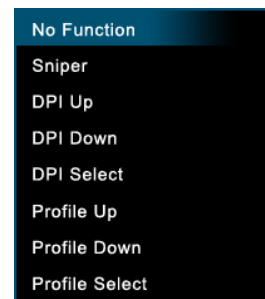 No Function
Sniper
DPI Up
DPI Down
DPI Select
Profile Up
Profile Down
Profile Select